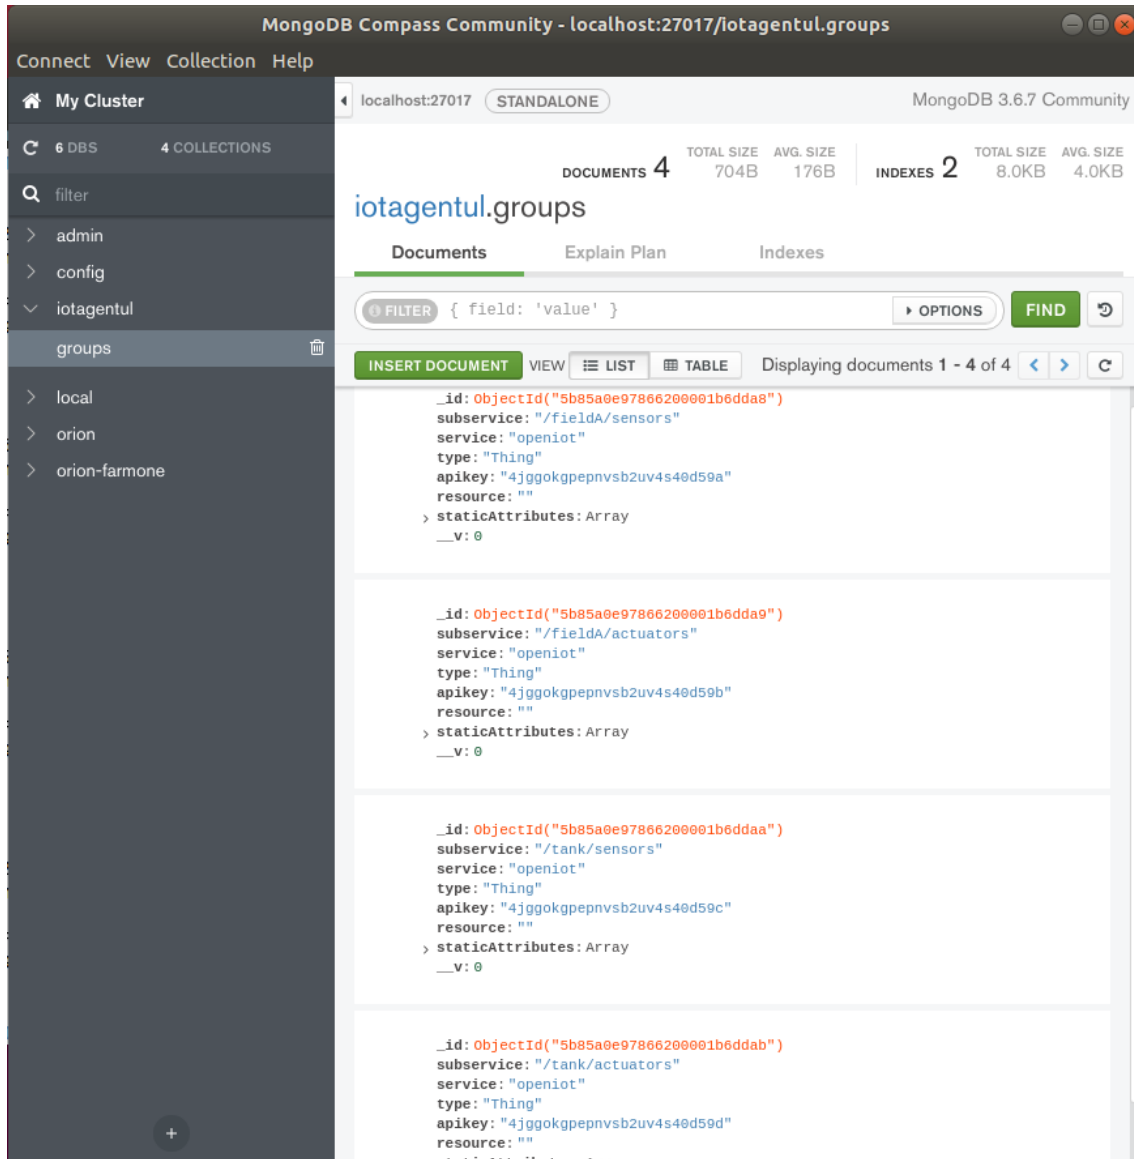 MongoDB Compass Community - localhost:27017/iotagentul.groups
Connect View Collection Help
My Cluster
6 DBS 4 COLLECTIONS
filter
admin
config
iotagentul
groups
local
orion
orion-farmone
localhost:27017 STANDALONE MongoDB 3.6.7 Community
DOCUMENTS 4 TOTAL SIZE 704B AVG. SIZE 176B INDEXES 2 TOTAL SIZE 8.0KB AVG. SIZE 4.0KB
iotagentul.groups
Documents Explain Plan Indexes
FILTER { field: 'value' } OPTIONS FIND
INSERT DOCUMENT VIEW LIST TABLE Displaying documents 1 - 4 of 4
_id: ObjectId("5b85a0e97866200001b6dda8")
subservice: "/fieldA/sensors"
service: "openiot"
type: "Thing"
apikey: "4jggokgpepnvsb2uv4s40d59a"
resource: ""
staticAttributes: Array
__v: 0
_id: ObjectId("5b85a0e97866200001b6dda9")
subservice: "/fieldA/actuators"
service: "openiot"
type: "Thing"
apikey: "4jggokgpepnvsb2uv4s40d59b"
resource: ""
staticAttributes: Array
__v: 0
_id: ObjectId("5b85a0e97866200001b6ddaa")
subservice: "/tank/sensors"
service: "openiot"
type: "Thing"
apikey: "4jggokgpepnvsb2uv4s40d59c"
resource: ""
staticAttributes: Array
__v: 0
_id: ObjectId("5b85a0e97866200001b6ddab")
subservice: "/tank/actuators"
service: "openiot"
type: "Thing"
apikey: "4jggokgpepnvsb2uv4s40d59d"
resource: ""